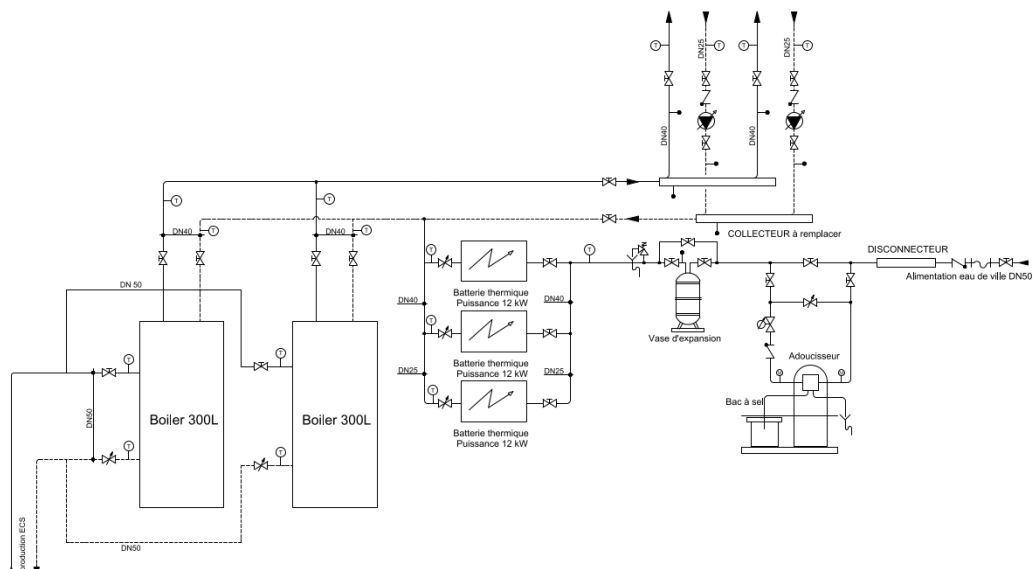 T
T
T
T
DN25
DN25
DN40
DN40
T
T
DN40
T
DN40
T
COLLECTEUR à remplacer
DISCONNECTEUR
Alimentation eau de ville DN50
T
T
Batterie thermique
Puissance 12 kW
DN 50
DN40
DN40
Vase d'expansion
T
Batterie thermique
Puissance 12 kW
Adoucisseur
T
T
DN25
DN25
Bac à sel
T
Batterie thermique
Puissance 12 kW
DN50
Boiler 300L
Boiler 300L
T
T
DN50
production ECS